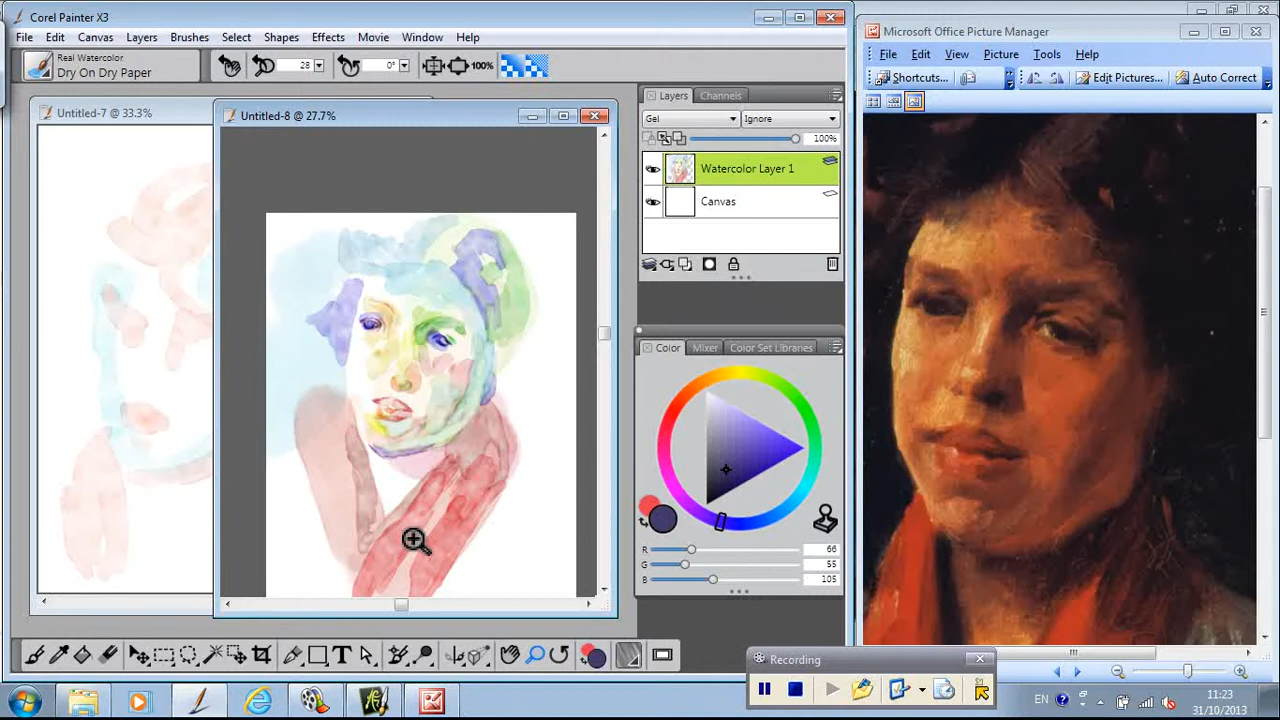 Corel Painter X3
File Edit Canvas Layers Brushes Select Shapes Effects Movie Window Help
Real Watercolor
Dry On Dry Paper
28
0°
100%
Untitled-7 @ 33.3%
Untitled-8 @ 27.7%
Layers Channels
Gel Ignore
100%
Watercolor Layer 1
Canvas
Color Mixer Color Set Libraries
R 66
G 55
B 105
Microsoft Office Picture Manager
File Edit View Picture Tools Help
Shortcuts... Edit Pictures... Auto Correct
Recording
EN
11:23
31/10/2013